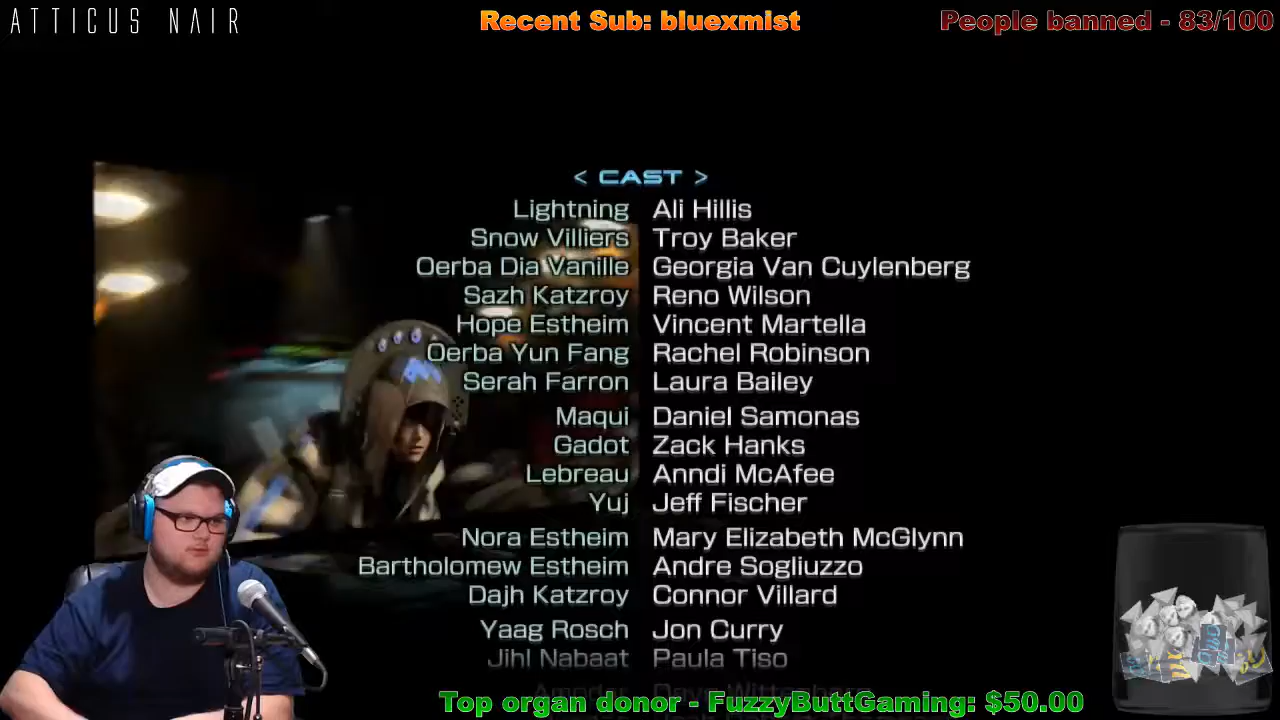 ATTICUS NAIR
Recent Sub: bluexmist
People banned - 83/100
< CAST >
Lightning Ali Hillis
Snow Villiers Troy Baker
Oerba Dia Vanille Georgia Van Cuylenberg
Sazh Katzroy Reno Wilson
Hope Estheim Vincent Martella
Oerba Yun Fang Rachel Robinson
Serah Farron Laura Bailey
Maqui Daniel Samonas
Gadot Zack Hanks
Lebreau Anndi McAfee
Yuj Jeff Fischer
Nora Estheim Mary Elizabeth McGlynn
Bartholomew Estheim Andre Sogliuzzo
Dajh Katzroy Connor Villard
Yaag Rosch Jon Curry
Jihl Nabaat Paula Tiso
Top organ donor - FuzzyButtGaming: $50.00